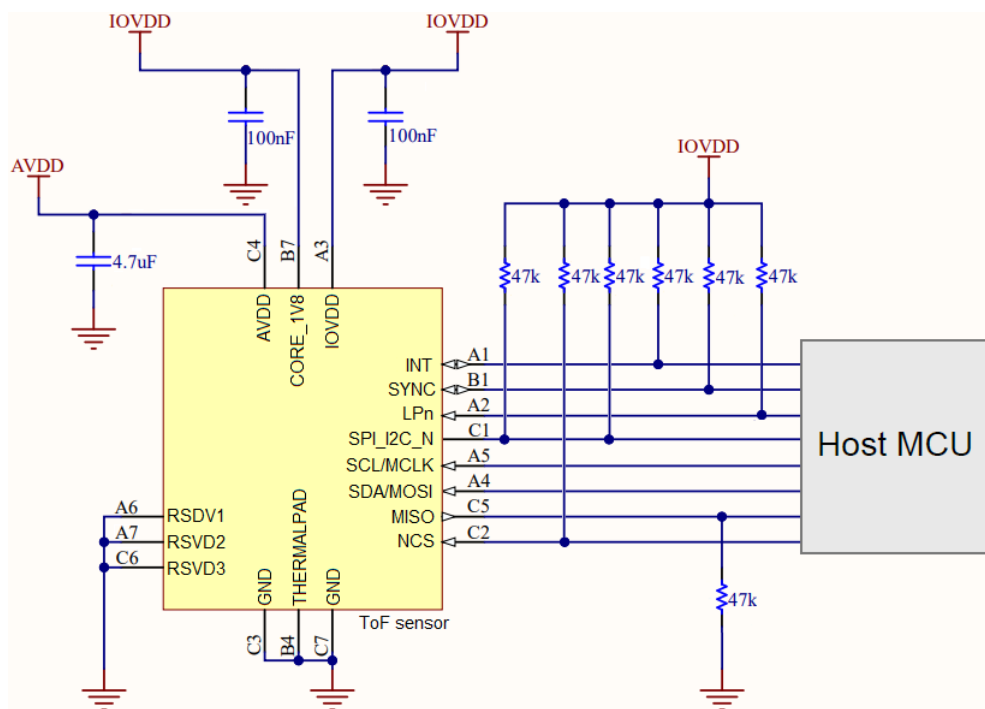 IOVDD
IOVDD
100nF
100nF
AVDD
IOVDD
4.7uF
C4
B7
A3
47k
47k
47k
47k
47k
47k
AVDD
CORE_1V8
IOVDD
INT
A1
SYNC
B1
LPn
A2
SPI_I2C_N
C1
SCL/MCLK
A5
SDA/MOSI
A4
MISO
C5
NCS
C2
Host MCU
A6
RSDV1
A7
RSVD2
C6
RSVD3
GND
THERMALPAD
GND
ToF sensor
C3
B4
C7
47k